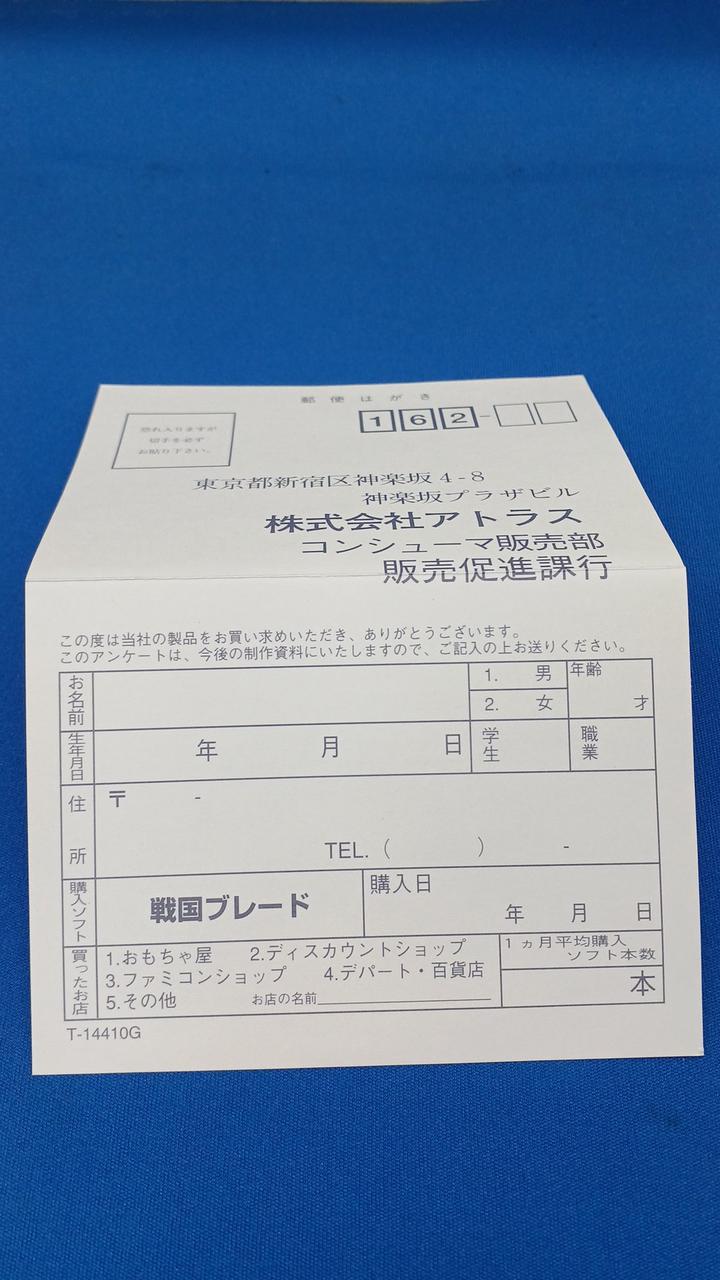 郵便はがき
162-
恐れ入りますが
切手を必ず
お貼り下さい。
東京都新宿区神楽坂4-8
神楽坂プラザビル
株式会社アトラス
コンシューマ販売部
販売促進課行
この度は当社の製品をお買い求めいただき、ありがとうございます。
このアンケートは、今後の制作資料にいたしますので、ご記入の上お送りください。
お名前
1. 男
2. 女
年齢
才
生年月日
年 月 日
学生
職業
住所
〒 -
TEL. ( ) -
購入ソフト
戦国ブレード
購入日
年 月 日
買ったお店
1.おもちゃ屋 2.ディスカウントショップ
3.ファミコンショップ 4.デパート・百貨店
5.その他 お店の名前
1ヵ月平均購入
ソフト本数
本
T-14410G